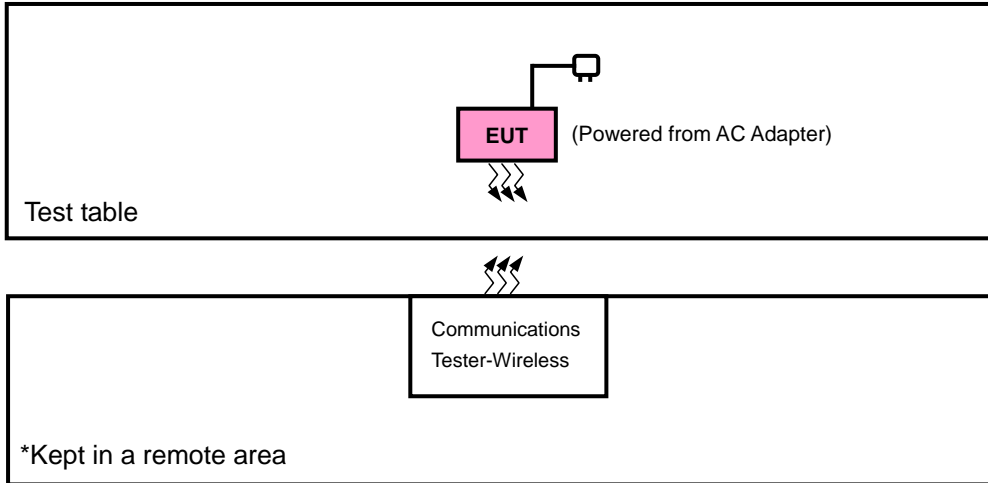 EUT
(Powered from AC Adapter)
Test table
Communications
Tester-Wireless
*Kept in a remote area